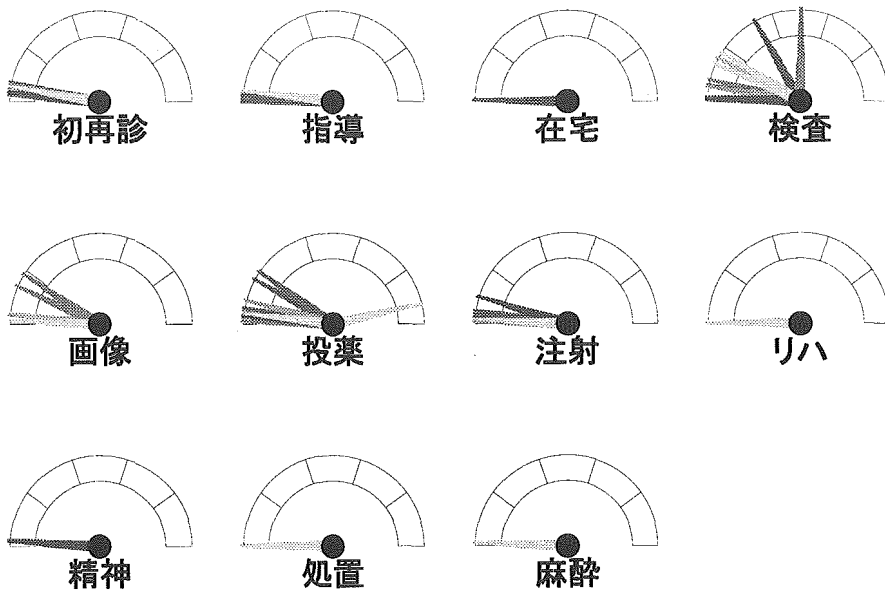 初再診
指導
在宅
検査
画像
投薬
注射
リハ
精神
処置
麻酔